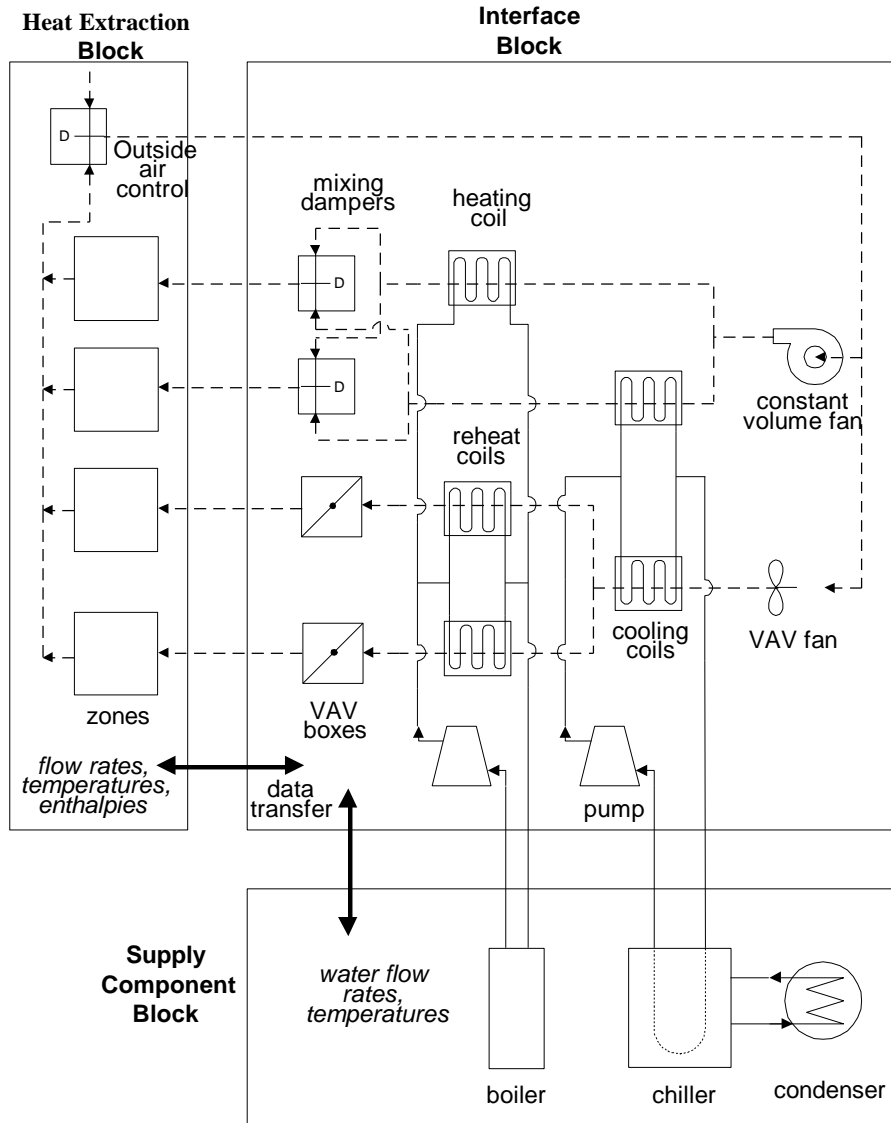 Heat Extraction
Block
Interface
Block
D
Outside
air
control
mixing
dampers
heating
coil
D
D
constant
volume fan
reheat
coils
cooling
coils
VAV fan
zones
VAV
boxes
flow rates,
temperatures,
enthalpies
data
transfer
pump
Supply
Component
Block
water flow
rates,
temperatures
boiler
chiller
condenser